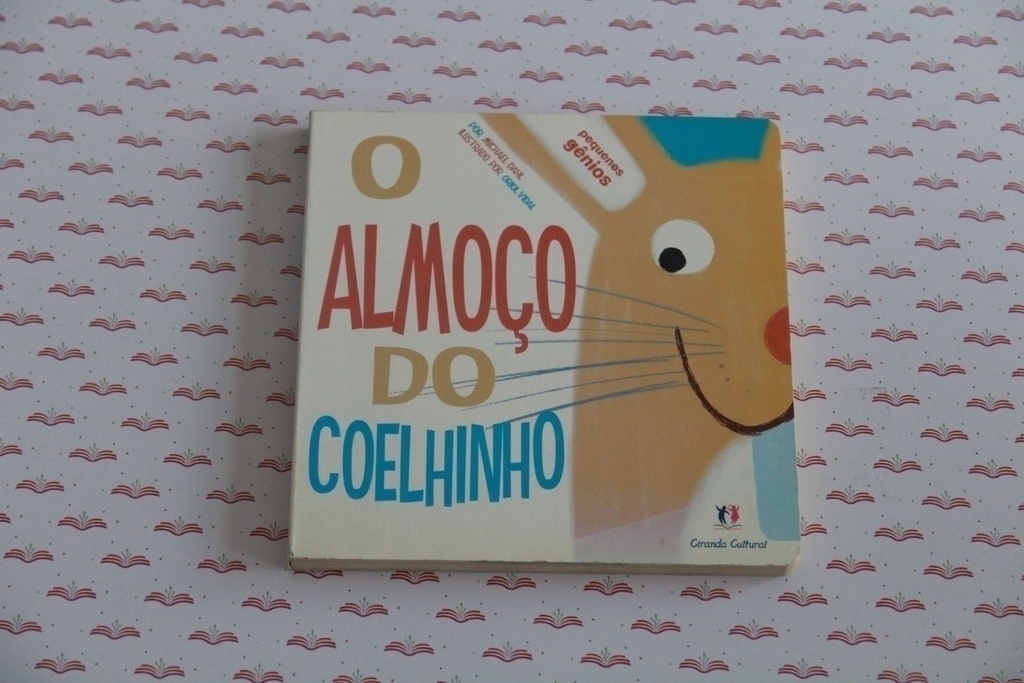 O
ALMOÇO
DO
COELHINHO
POR MICHAEL DAHL
ILUSTRADO POR ORIOL VIDAL
pequenos
gênios
Ciranda Cultural